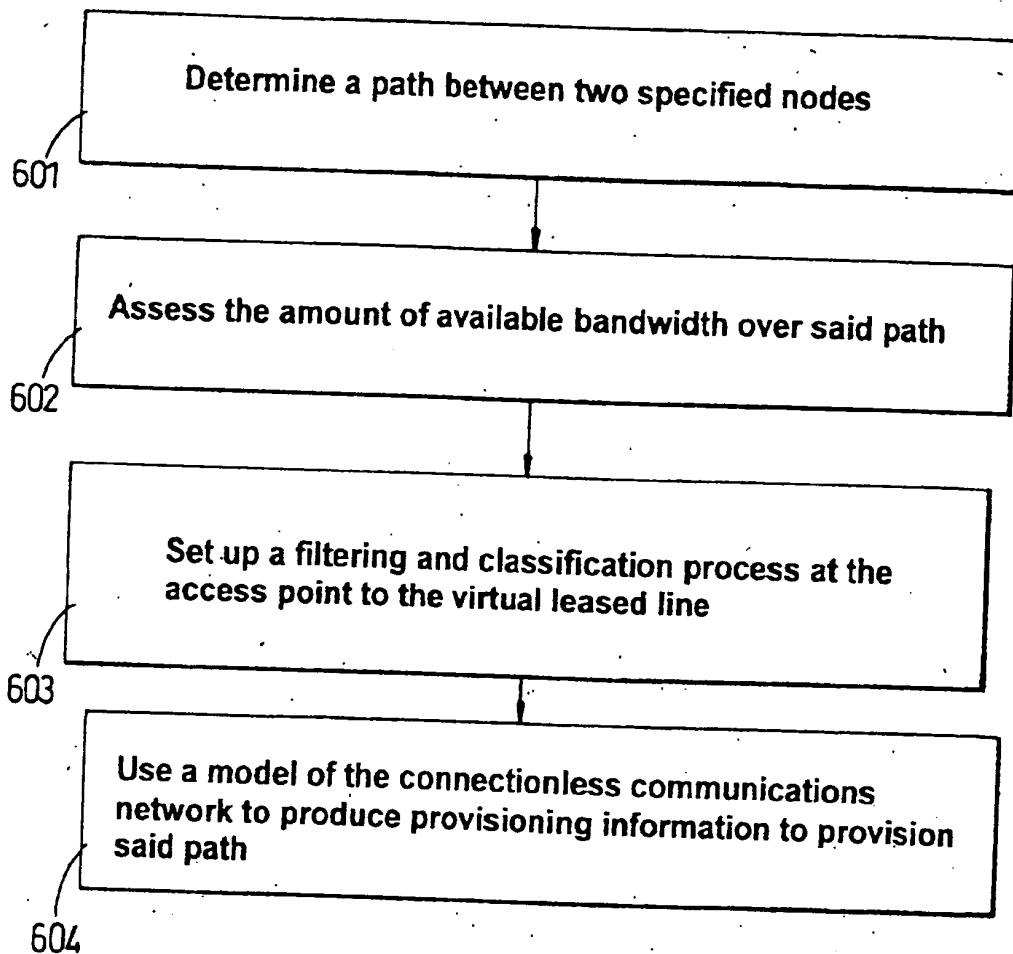 Determine a path between two specified nodes
601
Assess the amount of available bandwidth over said path
602
Set up a filtering and classification process at the
access point to the virtual leased line
603
Use a model of the connectionless communications
network to produce provisioning information to provision
said path
604